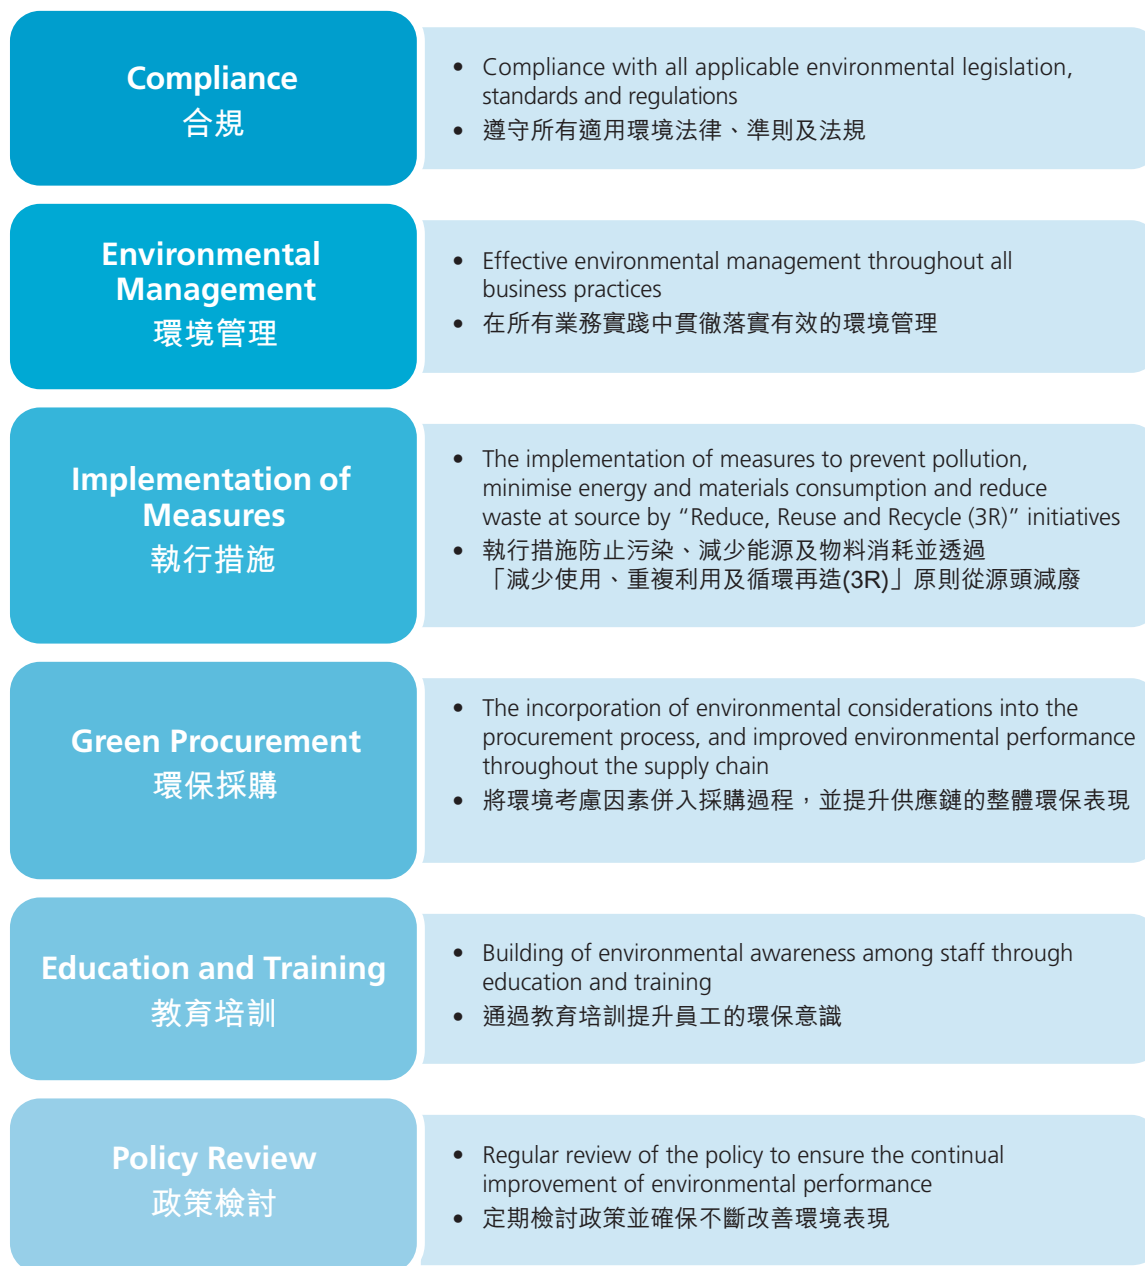 Compliance
合規
• Compliance with all applicable environmental legislation,
standards and regulations
• 遵守所有適用環境法律、準則及法規
Environmental
Management
環境管理
• Effective environmental management throughout all
business practices
• 在所有業務實踐中貫徹落實有效的環境管理
Implementation of
Measures
執行措施
• The implementation of measures to prevent pollution,
minimise energy and materials consumption and reduce
waste at source by “Reduce, Reuse and Recycle (3R)” initiatives
• 執行措施防止污染、減少能源及物料消耗並透過
「減少使用、重複利用及循環再造(3R)」原則從源頭減廢
Green Procurement
環保採購
• The incorporation of environmental considerations into the
procurement process, and improved environmental performance
throughout the supply chain
• 將環境考慮因素併入採購過程，並提升供應鏈的整體環保表現
Education and Training
教育培訓
• Building of environmental awareness among staff through
education and training
• 通過教育培訓提升員工的環保意識
Policy Review
政策檢討
• Regular review of the policy to ensure the continual
improvement of environmental performance
• 定期檢討政策並確保不斷改善環境表現